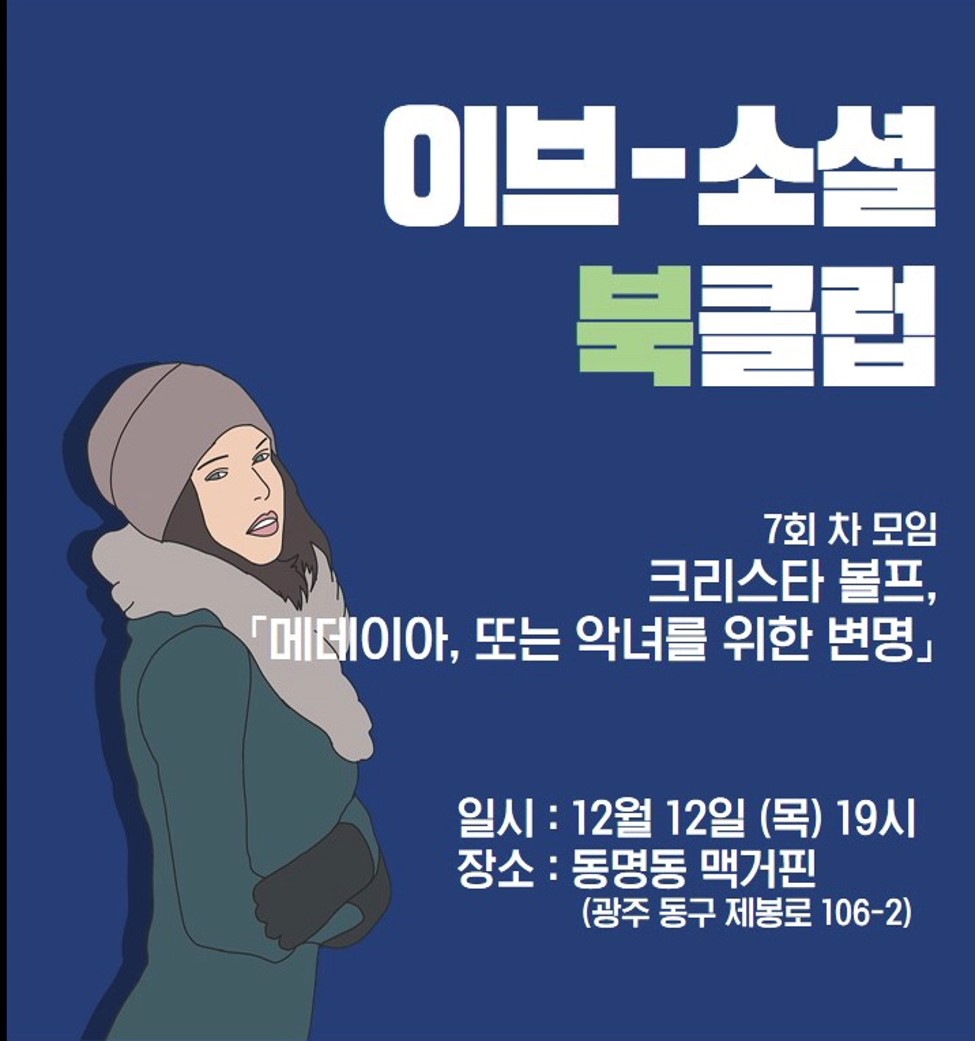 이브-소셜
북클럽
7회 차 모임
크리스타 볼프,
「메데이아, 또는 악녀를 위한 변명」
일시 : 12월 12일 (목) 19시
장소 : 동명동 맥거핀
(광주 동구 제봉로 106-2)